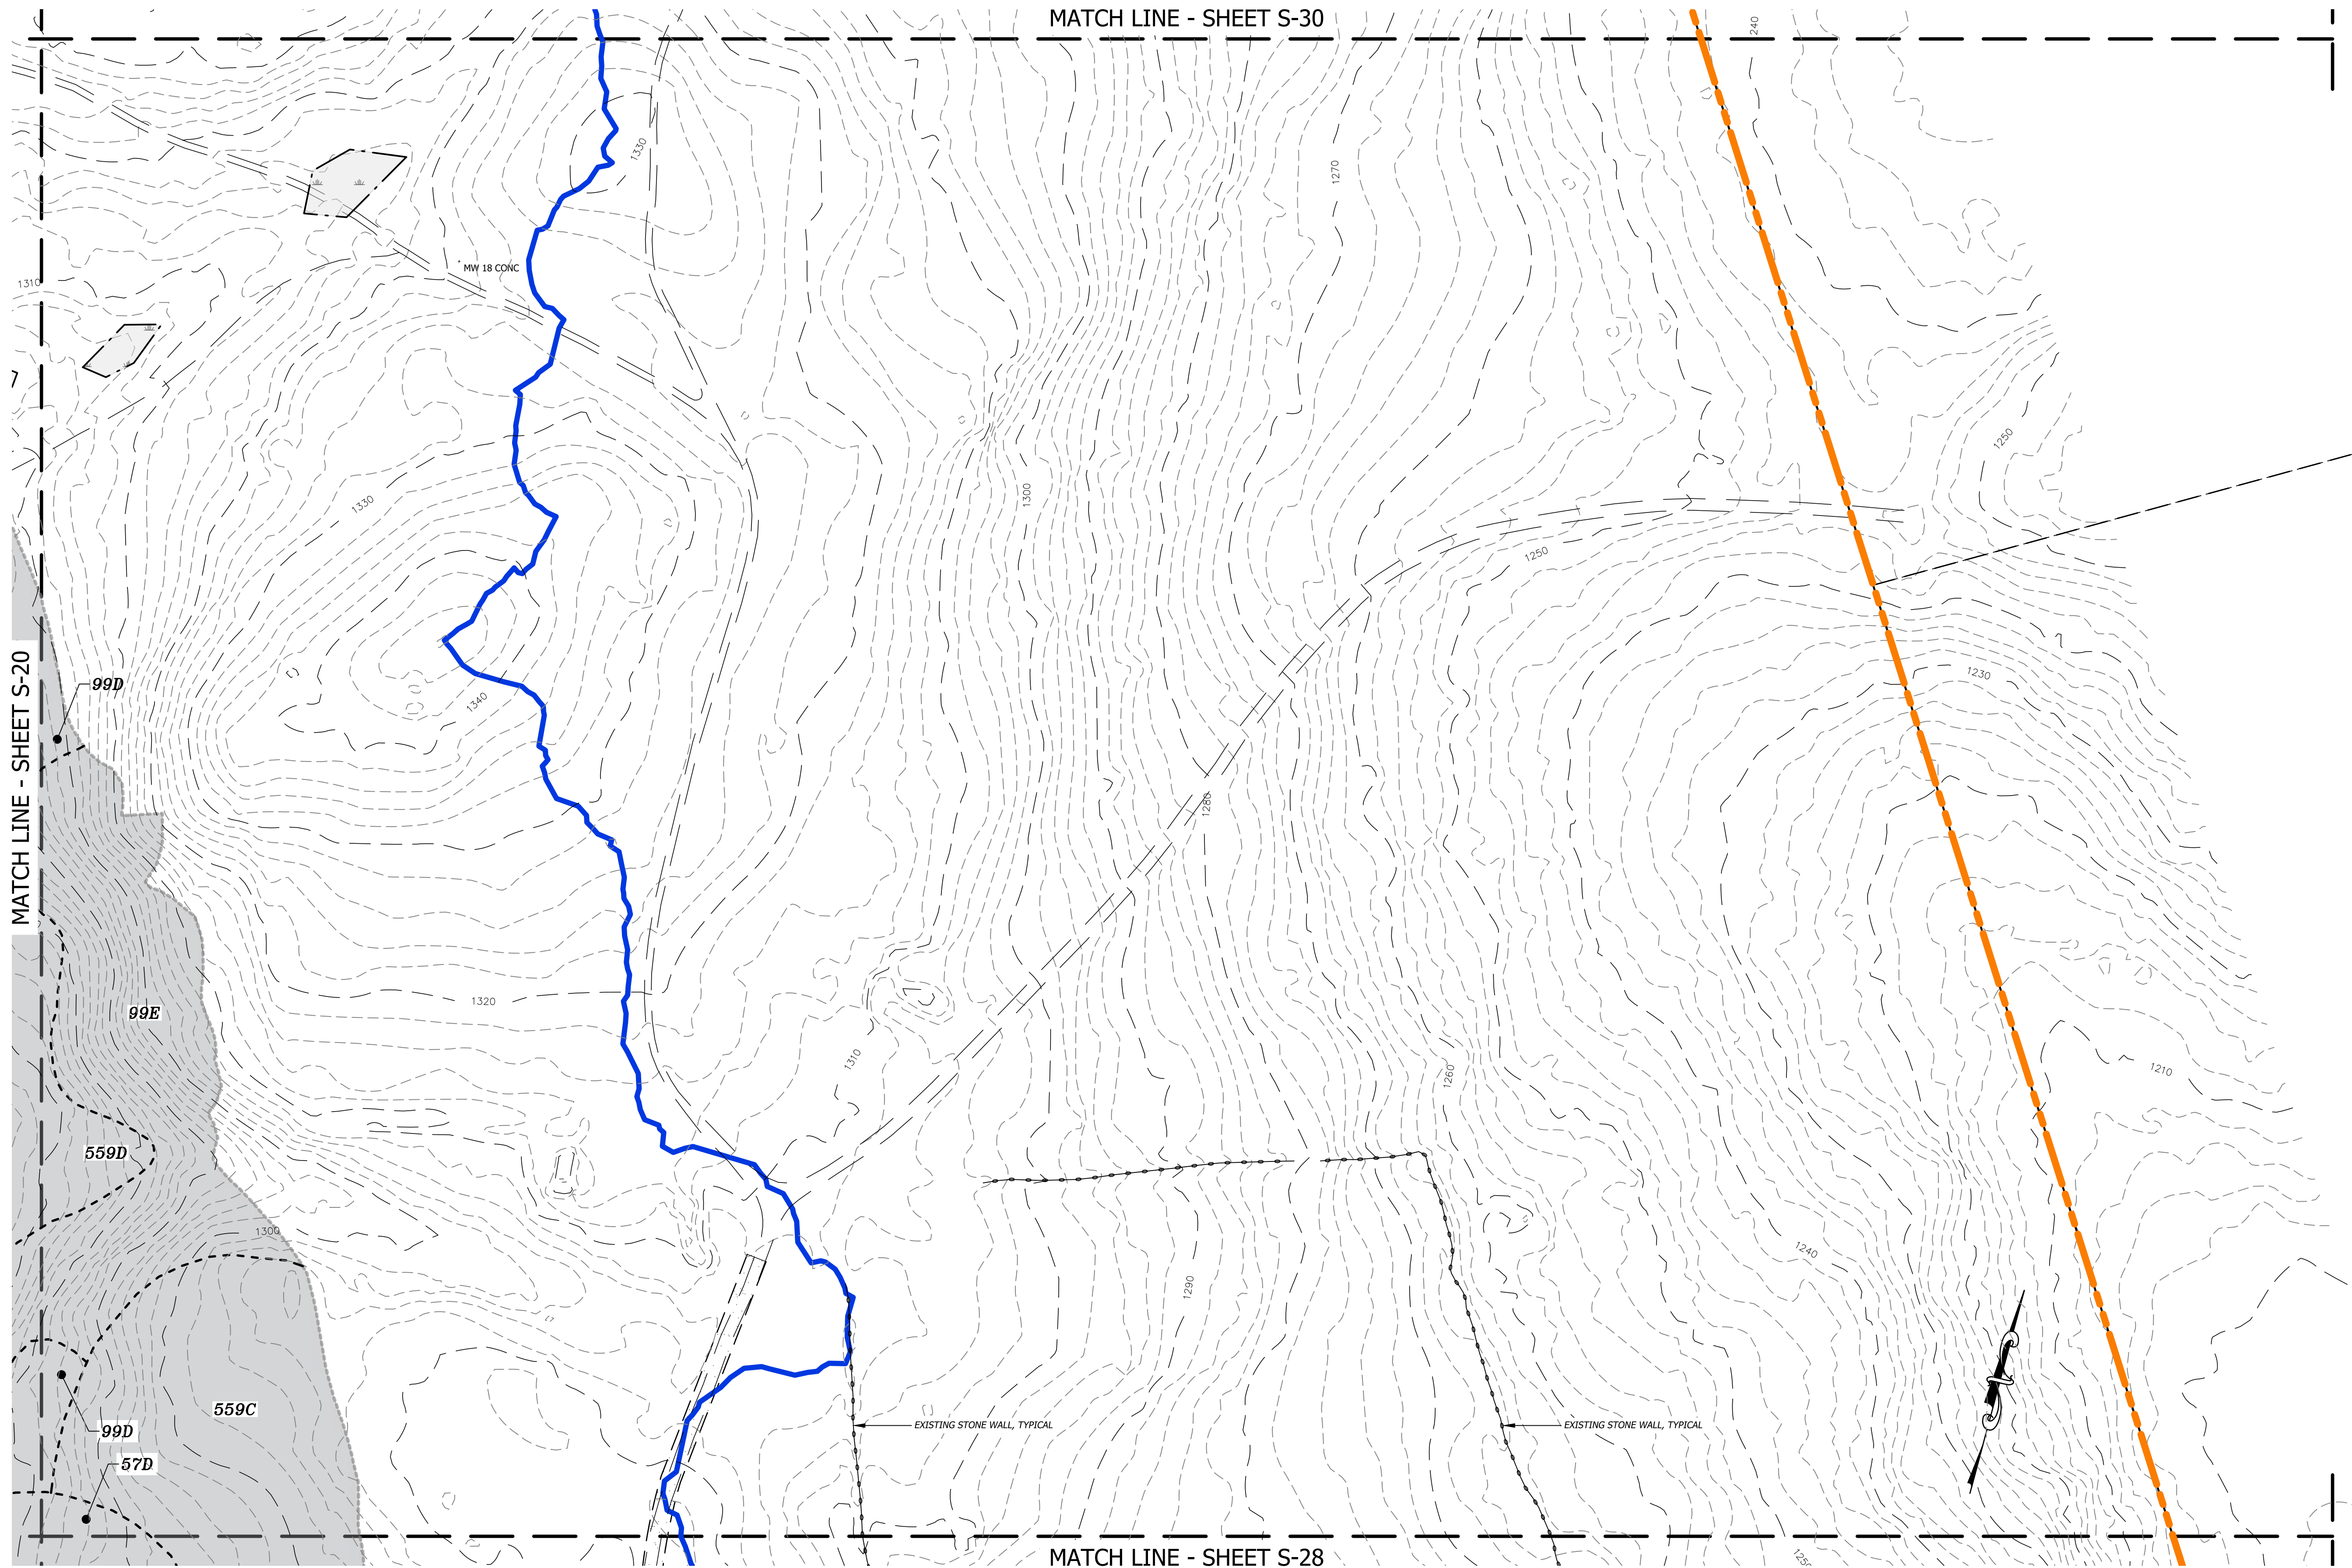 MATCH LINE - SHEET S-30
240
1330
1270
MW 18 CONC
1310
1250
1300
1330
1250
MATCH LINE - SHEET S-20
99D
1340
1230
1280
1320
99E
1310
1260
1210
559D
1300
1240
1290
559C
99D
EXISTING STONE WALL, TYPICAL
EXISTING STONE WALL, TYPICAL
57D
MATCH LINE - SHEET S-28